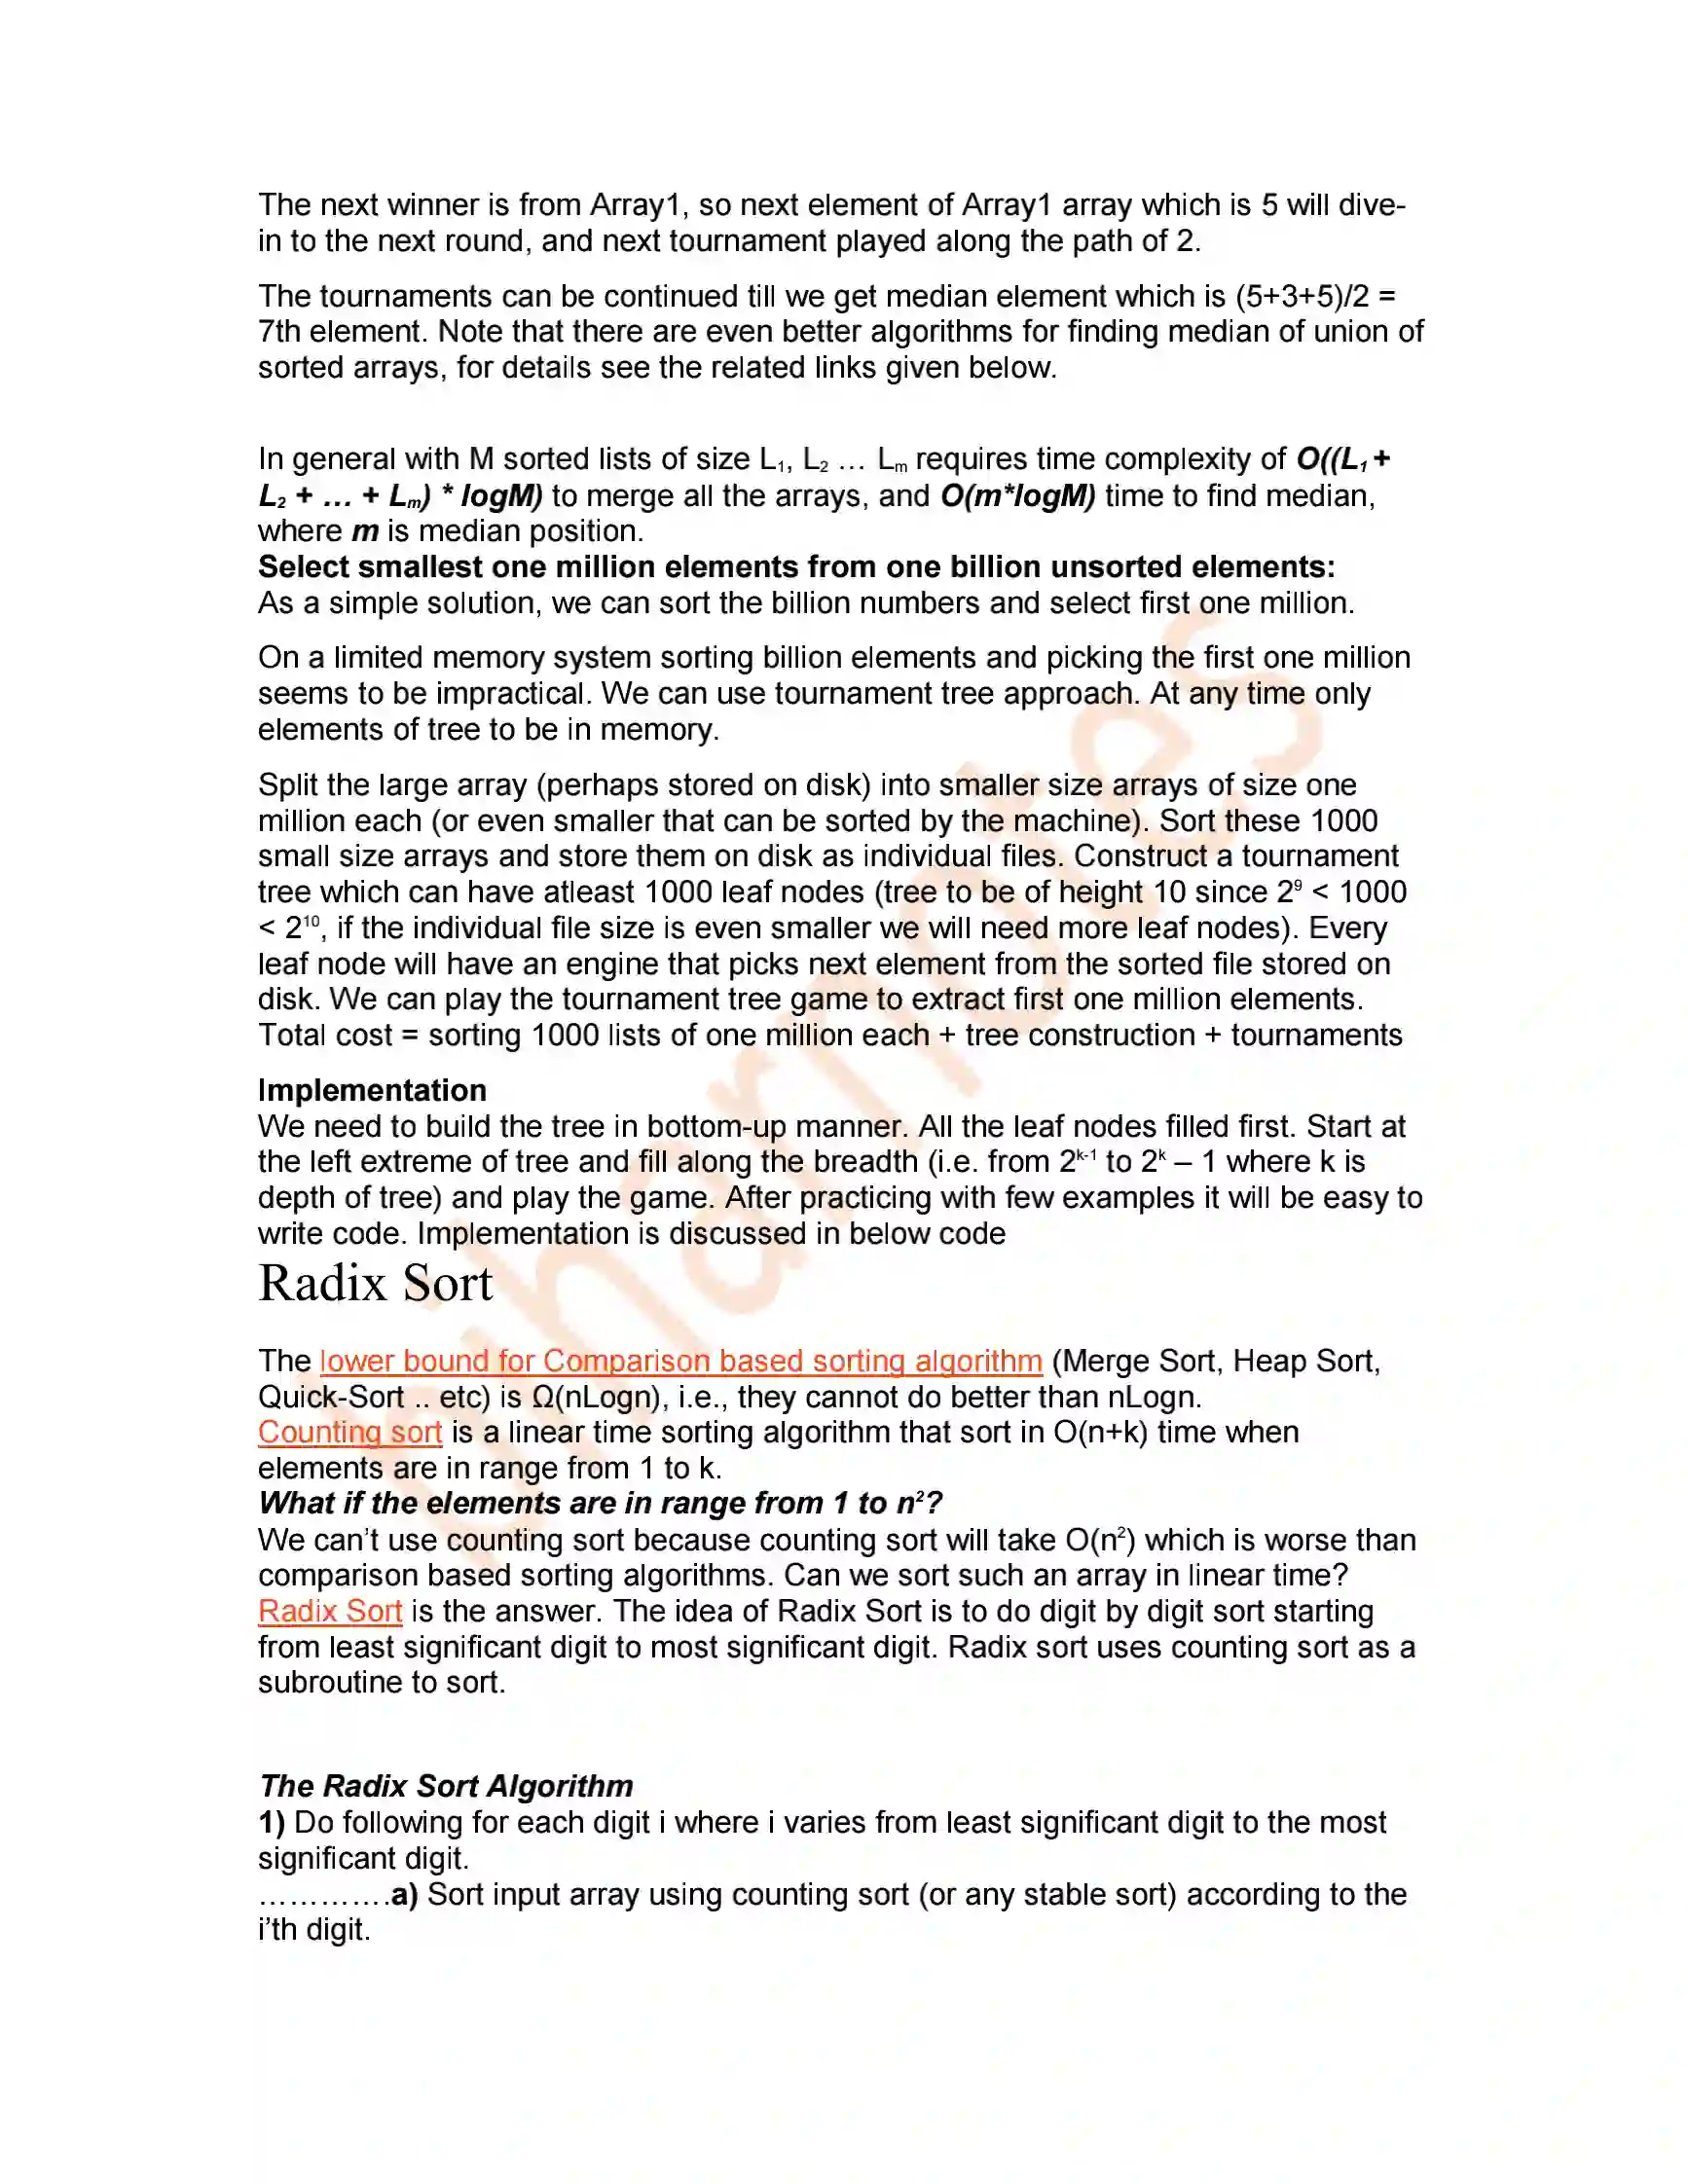 The next winner is from Array1, so next element of Array1 array which is 5 will dive-
in to the next round, and next tournament played along the path of 2.
The tournaments can be continued till we get median element which is (5+3+5)/2 =
7th element. Note that there are even better algorithms for finding median of union of
sorted arrays, for details see the related links given below.
In general with M sorted lists of size L₁, L₂ … Lₘ requires time complexity of O((L₁ +
L₂ + … + Lₘ) * logM) to merge all the arrays, and O(m*logM) time to find median,
where m is median position.
Select smallest one million elements from one billion unsorted elements:
As a simple solution, we can sort the billion numbers and select first one million.
On a limited memory system sorting billion elements and picking the first one million
seems to be impractical. We can use tournament tree approach. At any time only
elements of tree to be in memory.
Split the large array (perhaps stored on disk) into smaller size arrays of size one
million each (or even smaller that can be sorted by the machine). Sort these 1000
small size arrays and store them on disk as individual files. Construct a tournament
tree which can have atleast 1000 leaf nodes (tree to be of height 10 since 2⁹ < 1000
< 2¹⁰, if the individual file size is even smaller we will need more leaf nodes). Every
leaf node will have an engine that picks next element from the sorted file stored on
disk. We can play the tournament tree game to extract first one million elements.
Total cost = sorting 1000 lists of one million each + tree construction + tournaments
Implementation
We need to build the tree in bottom-up manner. All the leaf nodes filled first. Start at
the left extreme of tree and fill along the breadth (i.e. from 2ᵏ⁻¹ to 2ᵏ – 1 where k is
depth of tree) and play the game. After practicing with few examples it will be easy to
write code. Implementation is discussed in below code
Radix Sort
The lower bound for Comparison based sorting algorithm (Merge Sort, Heap Sort,
Quick-Sort .. etc) is Ω(nLogn), i.e., they cannot do better than nLogn.
Counting sort is a linear time sorting algorithm that sort in O(n+k) time when
elements are in range from 1 to k.
What if the elements are in range from 1 to n²?
We can’t use counting sort because counting sort will take O(n²) which is worse than
comparison based sorting algorithms. Can we sort such an array in linear time?
Radix Sort is the answer. The idea of Radix Sort is to do digit by digit sort starting
from least significant digit to most significant digit. Radix sort uses counting sort as a
subroutine to sort.
The Radix Sort Algorithm
1) Do following for each digit i where i varies from least significant digit to the most
significant digit.
………….a) Sort input array using counting sort (or any stable sort) according to the
i’th digit.